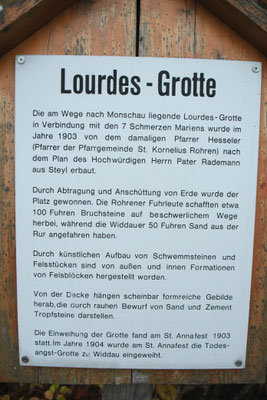 Lourdes - Grotte
Die am Wege nach Monschau liegende Lourdes-Grotte
in Verbindung mit den 7 Schmerzen Mariens wurde im
Jahre 1903 von dem damaligen Pfarrer Hesseler
(Pfarrer der Pfarrgemeinde St. Kornelius Rohren) nach
dem Plan des Hochwürdigen Herrn Pater Rademann
aus Steyl erbaut.
Durch Abtragung und Anschüttung von Erde wurde der
Platz gewonnen. Die Rohrener Fuhrleute schafften etwa
100 Fuhren Bruchsteine auf beschwerlichem Wege
herbei, während die Widdauer 50 Fuhren Sand aus der
Rur angefahren haben.
Durch künstlichen Aufbau von Schwemmsteinen und
Felsstücken sind von außen und innen Formationen
von Felsblöcken hergestellt worden.
Von der Decke hängen scheinbar formreiche Gebilde
herab, die durch rauhen Bewurf von Sand und Zement
Tropfsteine darstellen.
Die Einweihung der Grotte fand am St. Annafest 1903
statt. Im Jahre 1904 wurde am St. Annafest die Todes-
angst-Grotte zu Widdau eingeweiht.